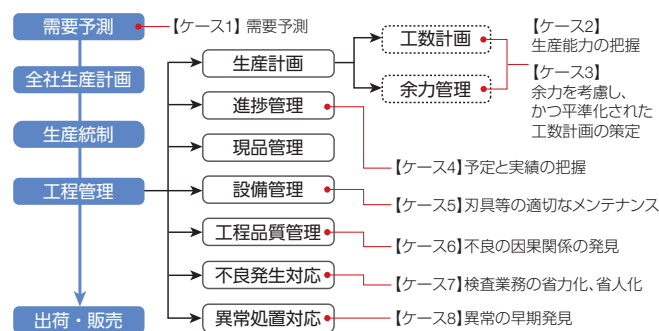 需要予測
【ケース1】需要予測
全社生産計画
生産統制
工程管理
出荷・販売
生産計画
進捗管理
現品管理
設備管理
工程品質管理
不良発生対応
異常処置対応
工数計画
余力管理
【ケース2】
生産能力の把握
【ケース3】
余力を考慮し、
かつ平準化された
工数計画の策定
【ケース4】予定と実績の把握
【ケース5】刃具等の適切なメンテナンス
【ケース6】不良の因果関係の発見
【ケース7】検査業務の省力化、省人化
【ケース8】異常の早期発見